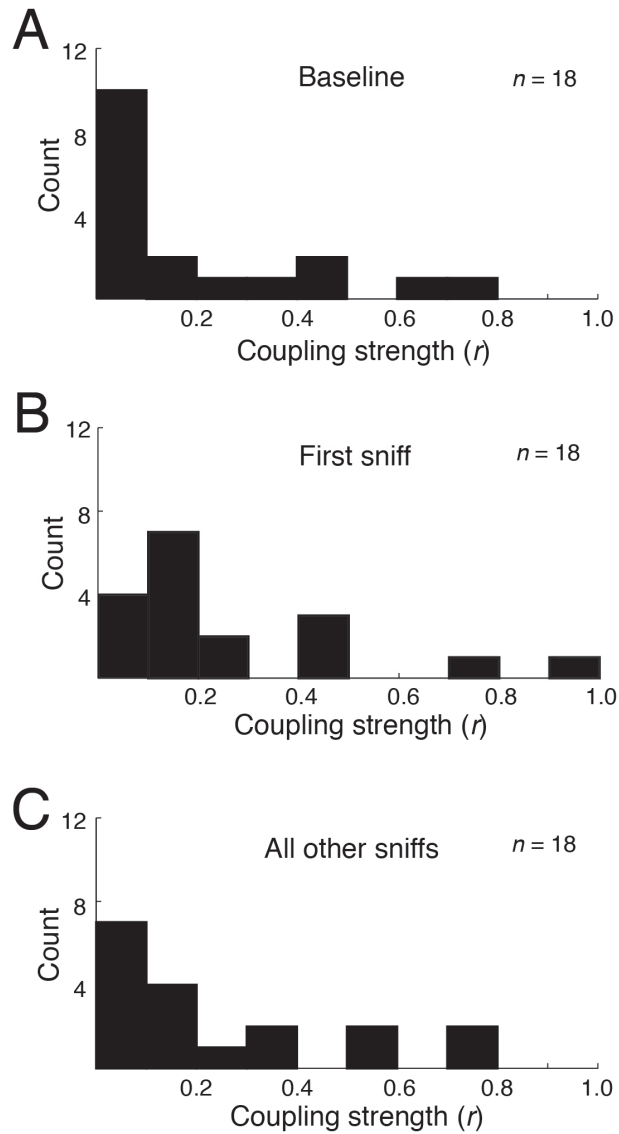 A
Baseline
n = 18
12
8
4
Count
0.2 0.4 0.6 0.8 1.0
Coupling strength (r)
B
First sniff
n = 18
12
8
4
Count
0.2 0.4 0.6 0.8 1.0
Coupling strength (r)
C
All other sniffs
n = 18
12
8
4
Count
0.2 0.4 0.6 0.8 1.0
Coupling strength (r)